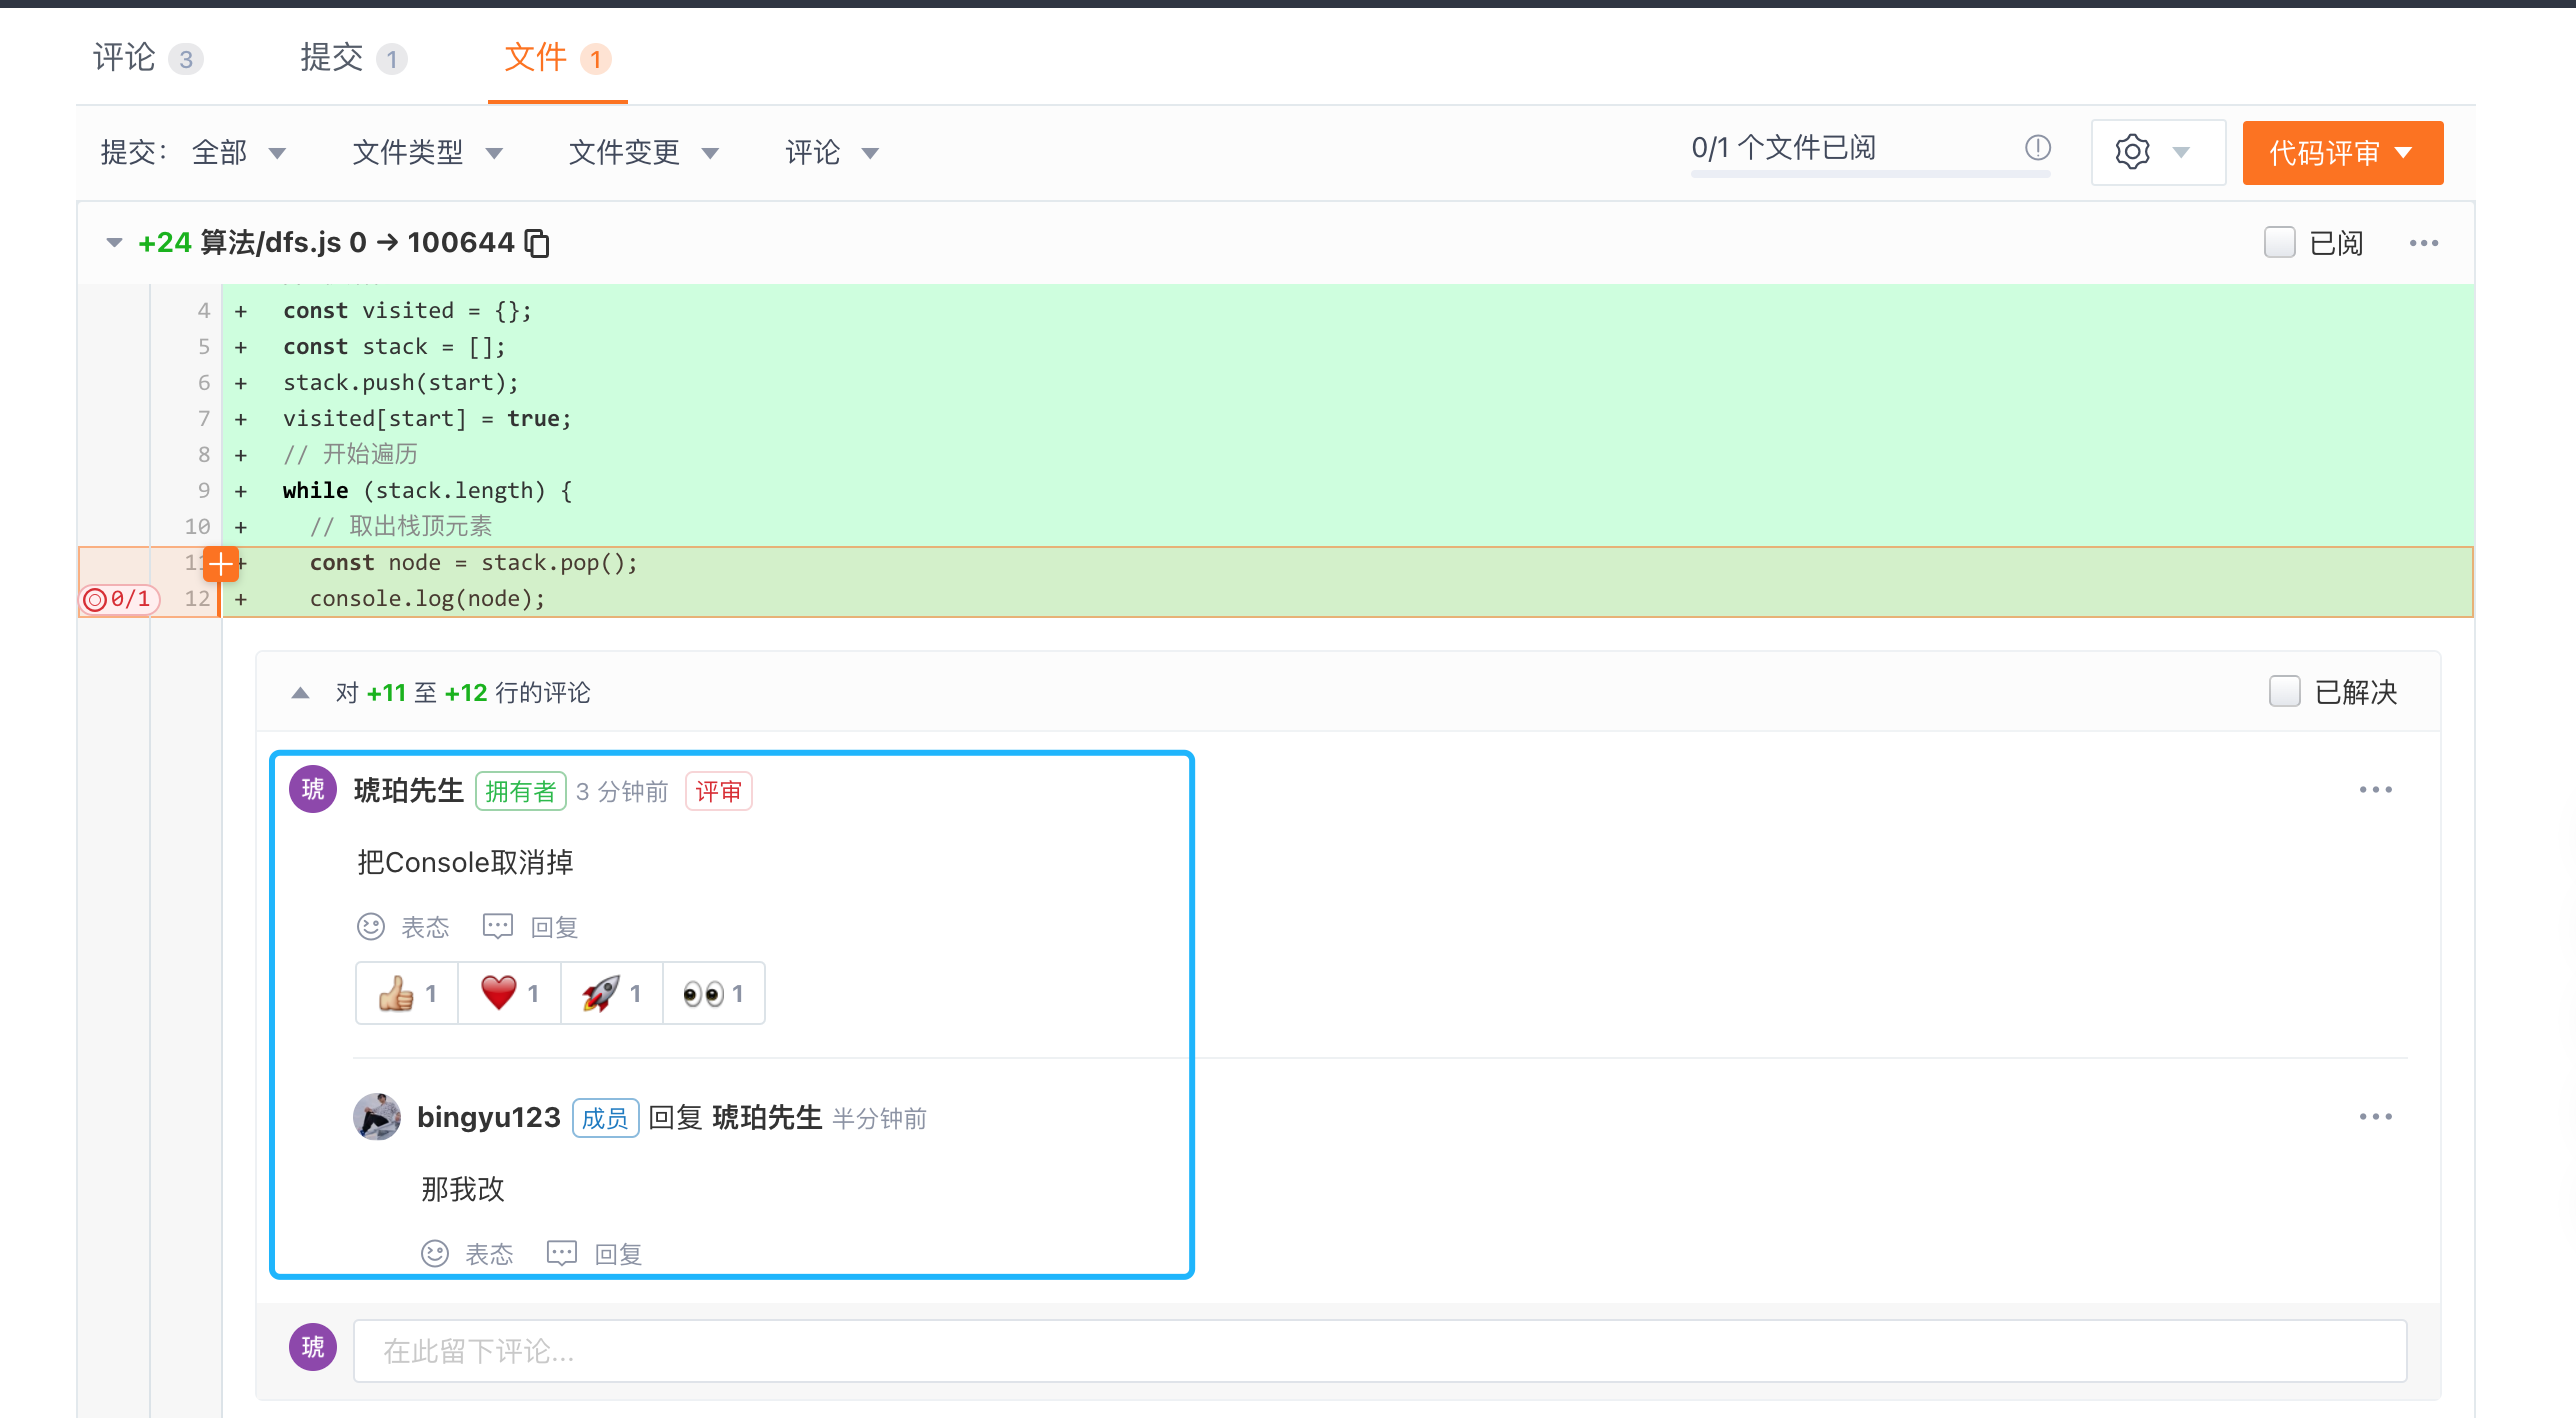 评论 3 提交 1 文件 1
提交： 全部 文件类型 文件变更 评论 0/1 个文件已阅 代码评审
+24 算法/dfs.js 0 → 100644 已阅
4 + const visited = {};
5 + const stack = [];
6 + stack.push(start);
7 + visited[start] = true;
8 + // 开始遍历
9 + while (stack.length) {
10 + // 取出栈顶元素
11 + const node = stack.pop();
0/1 12 + console.log(node);
对 +11 至 +12 行的评论 已解决
琥 琥珀先生 拥有者 3 分钟前 评审
把Console取消掉
表态 回复
1 1 1 1
bingyu123 成员 回复 琥珀先生 半分钟前
那我改
表态 回复
琥 在此留下评论...